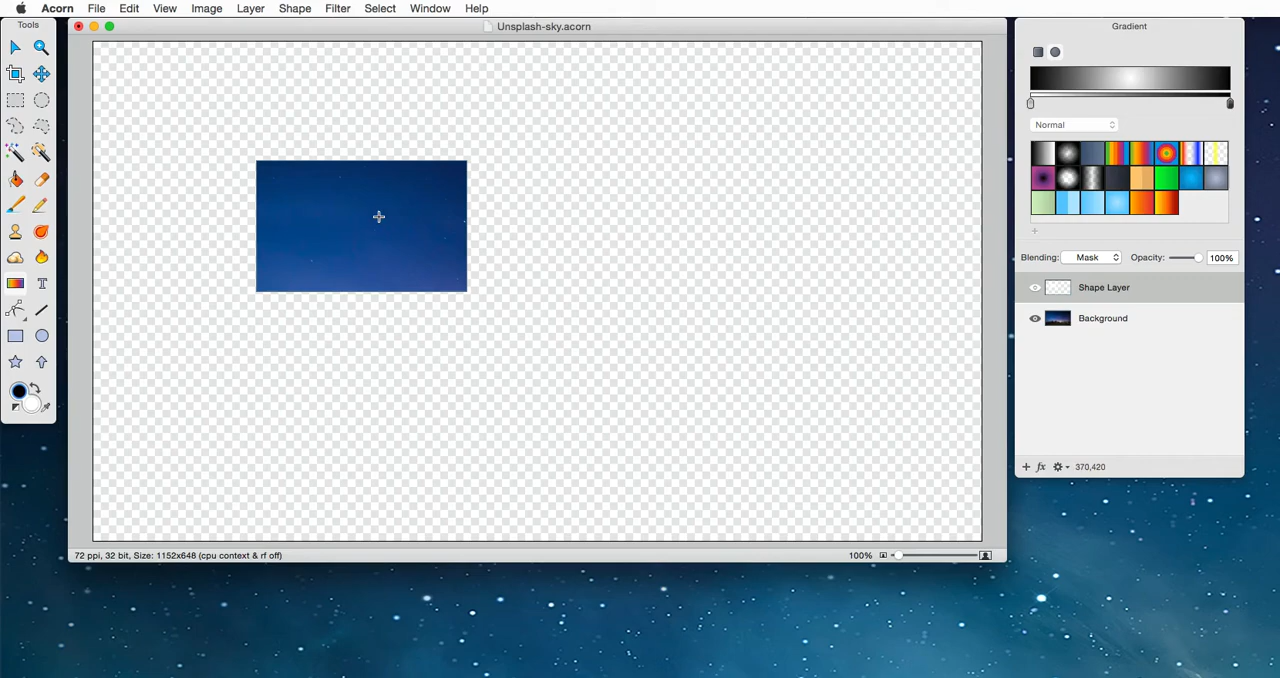 Acorn File Edit View Image Layer Shape Filter Select Window Help
Tools
Unsplash-sky.acorn
Gradient
Normal
Blending: Mask Opacity: 100%
Shape Layer
Background
fx 370,420
T
72 ppi, 32 bit, Size: 1152x648 (cpu context & rf off)
100%